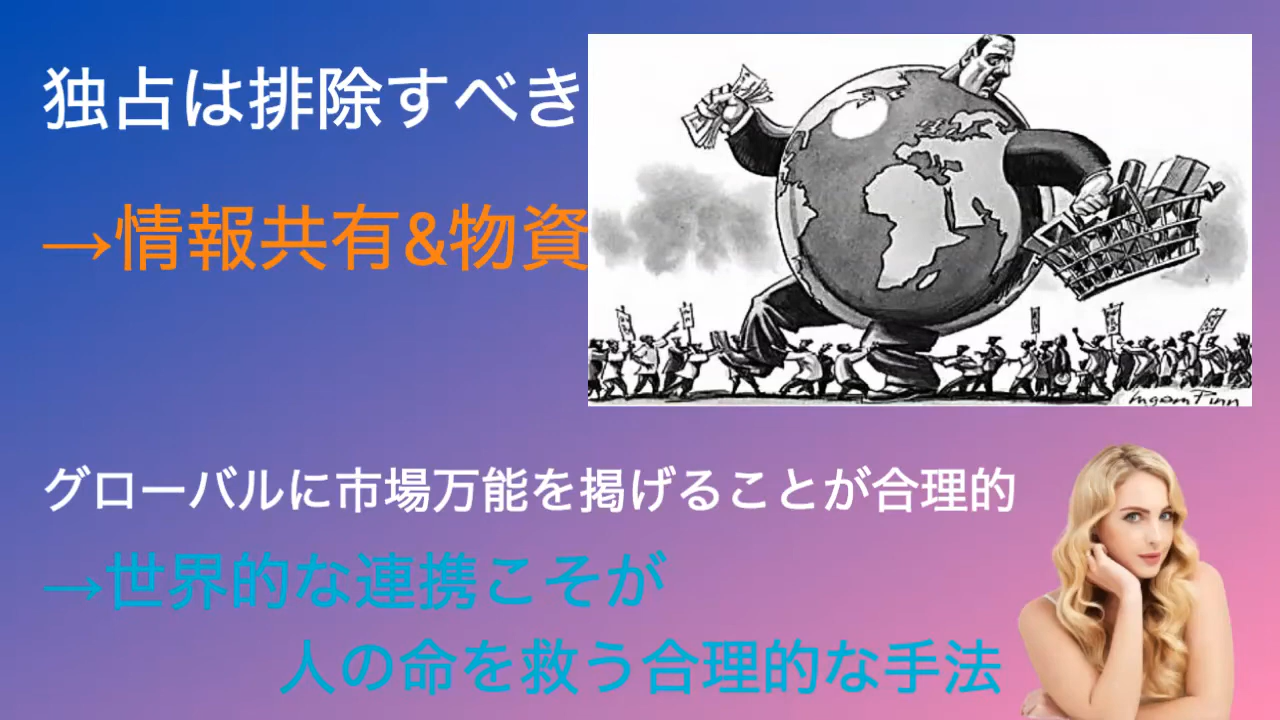 独占は排除すべき
→情報共有&物資
グローバルに市場万能を掲げることが合理的
→世界的な連携こそが
人の命を救う合理的な手法